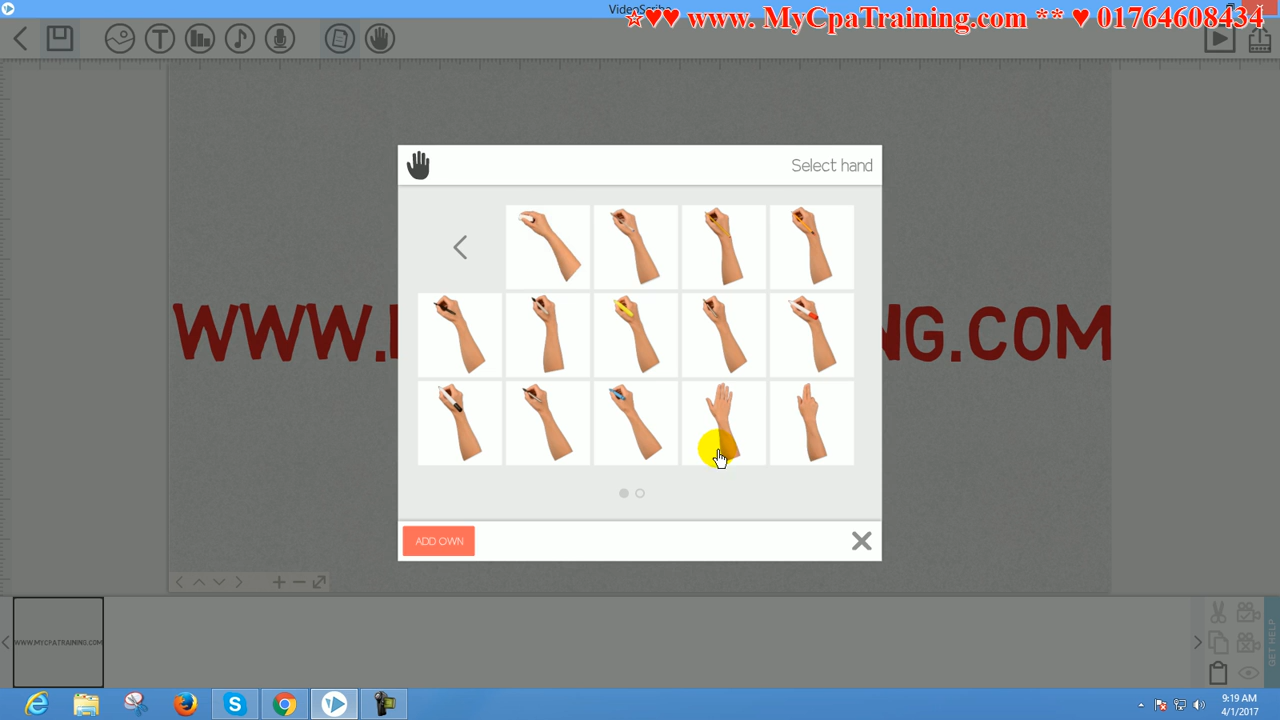 VideoScribe
☆♥♥ www. MyCpaTraining.com ** ♥ 01764608434
Select hand
WWW. NG.COM
ADD OWN
WWW.MYCPATRAINING.COM
GET HELP
9:19 AM
4/1/2017